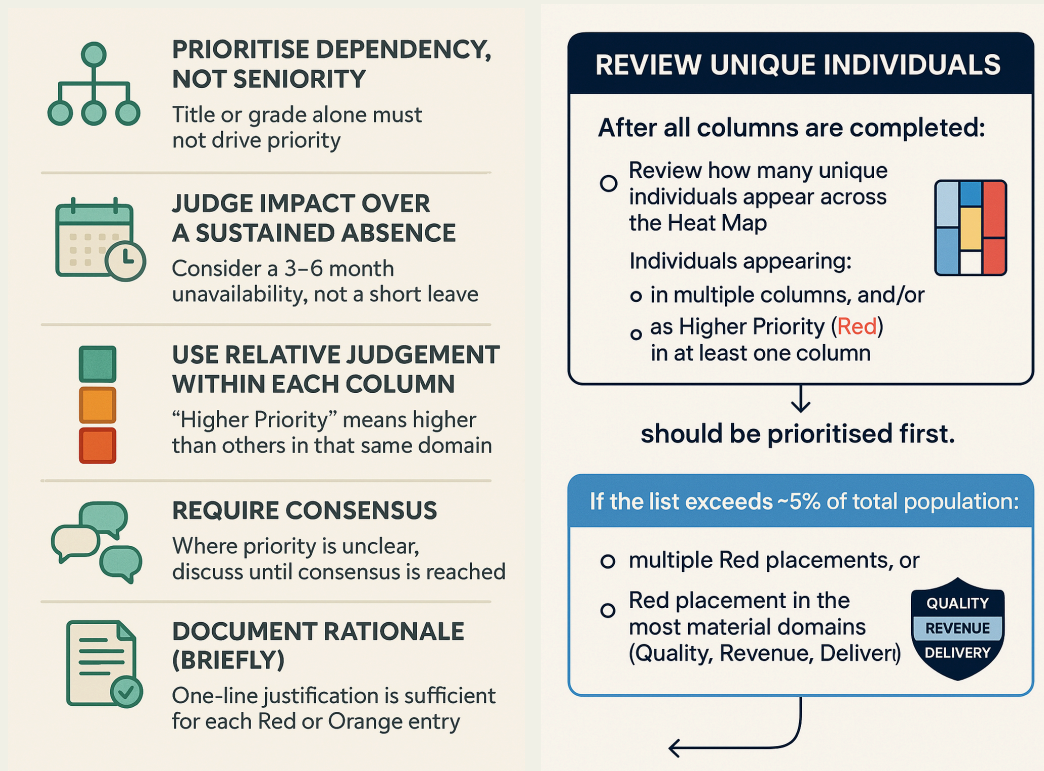 PRIORITISE DEPENDENCY,
NOT SENIORITY
Title or grade alone must
not drive priority
JUDGE IMPACT OVER
A SUSTAINED ABSENCE
Consider a 3–6 month
unavailability, not a short leave
USE RELATIVE JUDGEMENT
WITHIN EACH COLUMN
“Higher Priority” means higher
than others in that same domain
REQUIRE CONSENSUS
Where priority is unclear,
discuss until consensus is reached
DOCUMENT RATIONALE
(BRIEFLY)
One-line justification is sufficient
for each Red or Orange entry
REVIEW UNIQUE INDIVIDUALS
After all columns are completed:
Review how many unique
individuals appear across
the Heat Map
Individuals appearing:
in multiple columns, and/or
as Higher Priority (Red)
in at least one column
should be prioritised first.
If the list exceeds ~5% of total population:
multiple Red placements, or
Red placement in the
most material domains
(Quality, Revenue,
QUALITY
REVENUE
DELIVERY